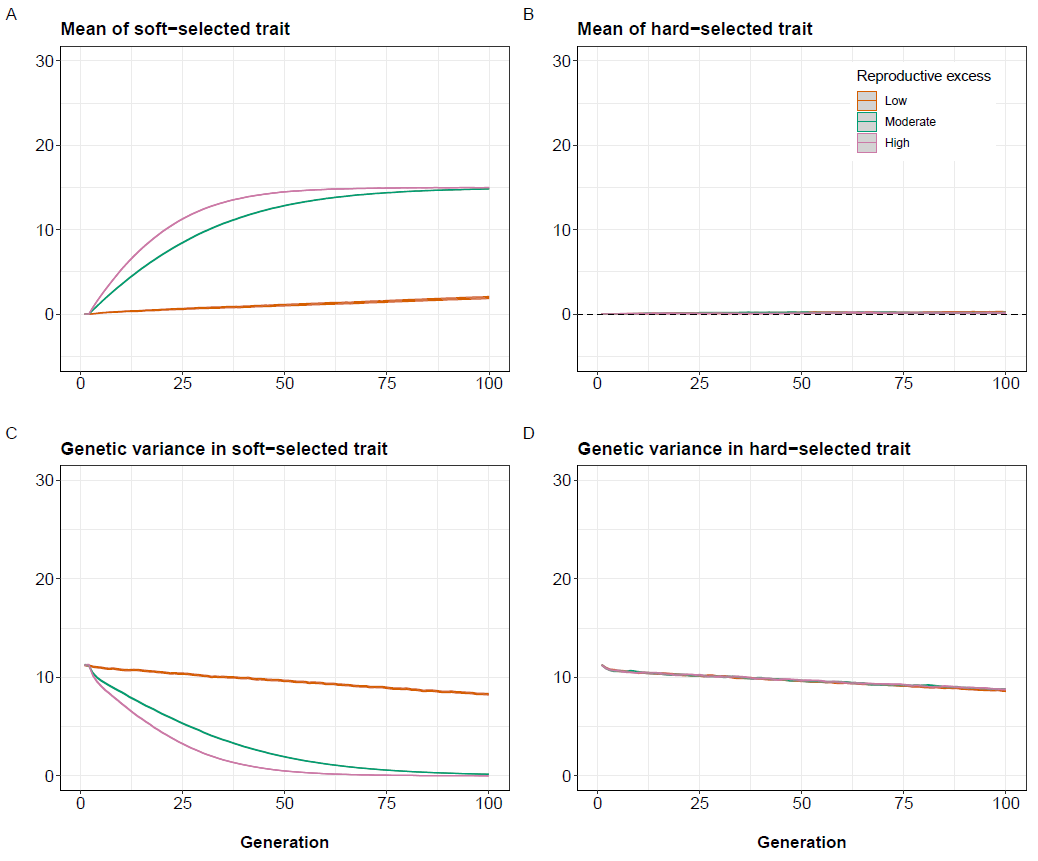 A
Mean of soft−selected trait
30
20
10
0
0 25 50 75 100
B
Mean of hard−selected trait
30
20
10
0
0 25 50 75 100
Reproductive excess
Low
Moderate
High
C
Genetic variance in soft−selected trait
30
20
10
0
0 25 50 75 100
Generation
D
Genetic variance in hard−selected trait
30
20
10
0
0 25 50 75 100
Generation